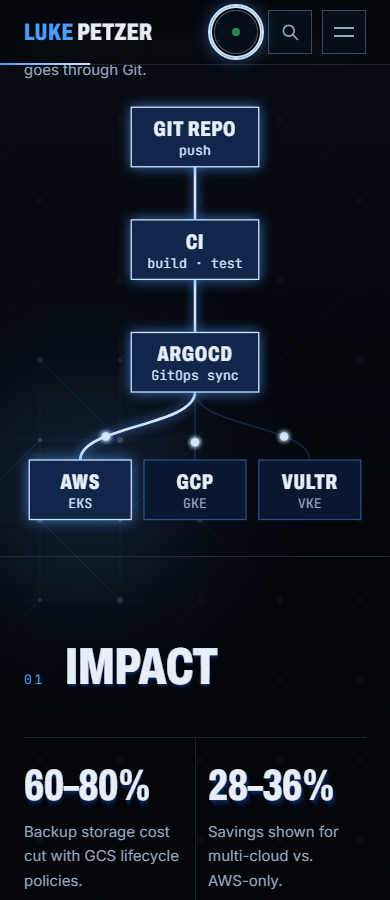 LUKE PETZER
goes through Git.
GIT REPO
push
CI
build · test
ARGOCD
GitOps sync
AWS
EKS
GCP
GKE
VULTR
VKE
01 IMPACT
60–80%
Backup storage cost
cut with GCS lifecycle
policies.
28–36%
Savings shown for
multi-cloud vs.
AWS-only.